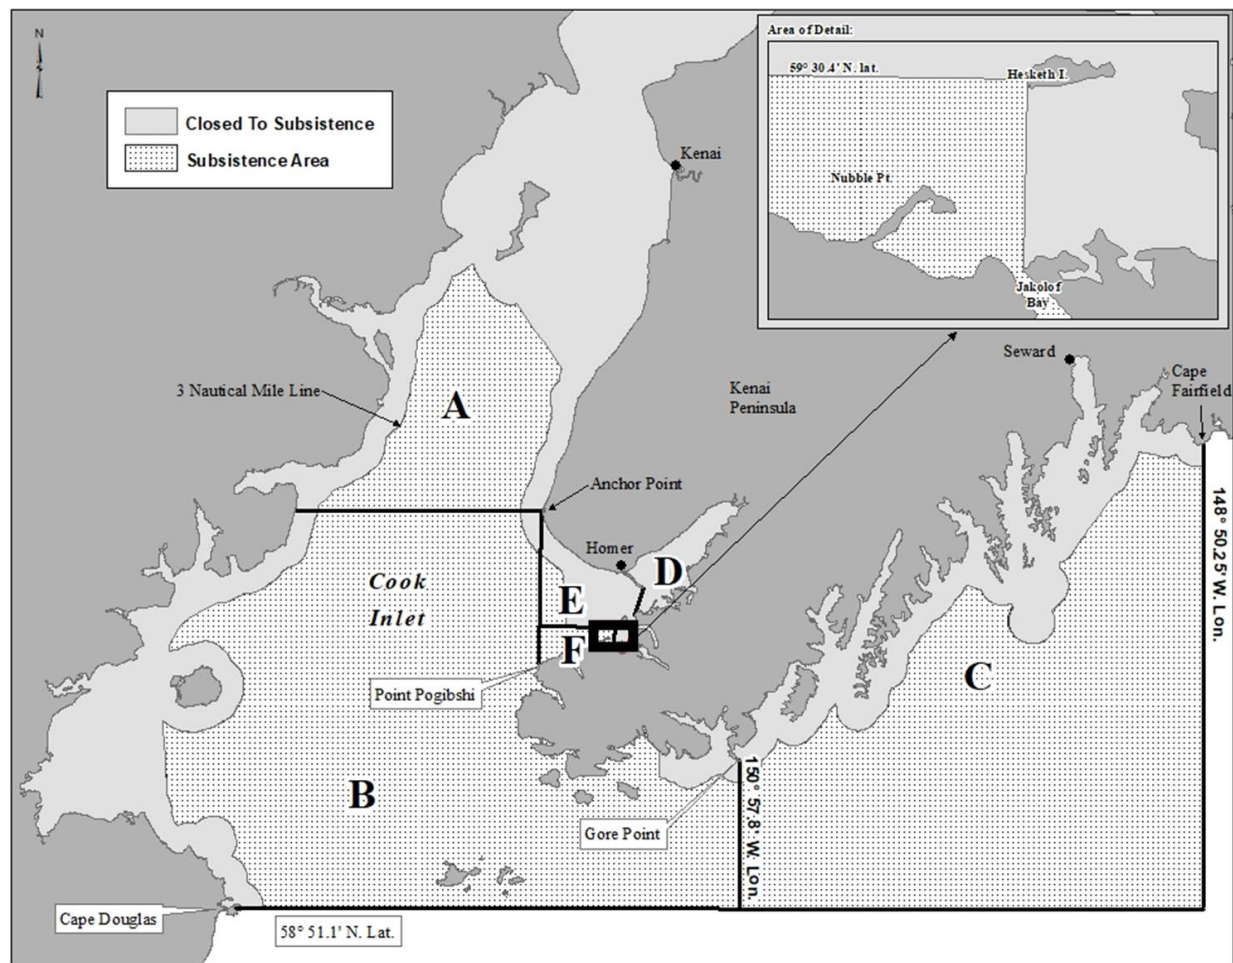 N
Area of Detail:
59° 30.4' N. lat.
Hesketh I.
Nubble Pt.
Jakolof
Bay
Closed To Subsistence
Subsistence Area
Kenai
Seward
Cape
Fairfield
3 Nautical Mile Line
A
Kenai
Peninsula
Anchor Point
Homer
D
Cook
Inlet
E
F
Point Pogibshi
C
148° 50.25' W. Lon.
B
150° 57.8' W. Lon.
Gore Point
Cape Douglas
58° 51.1' N. Lat.